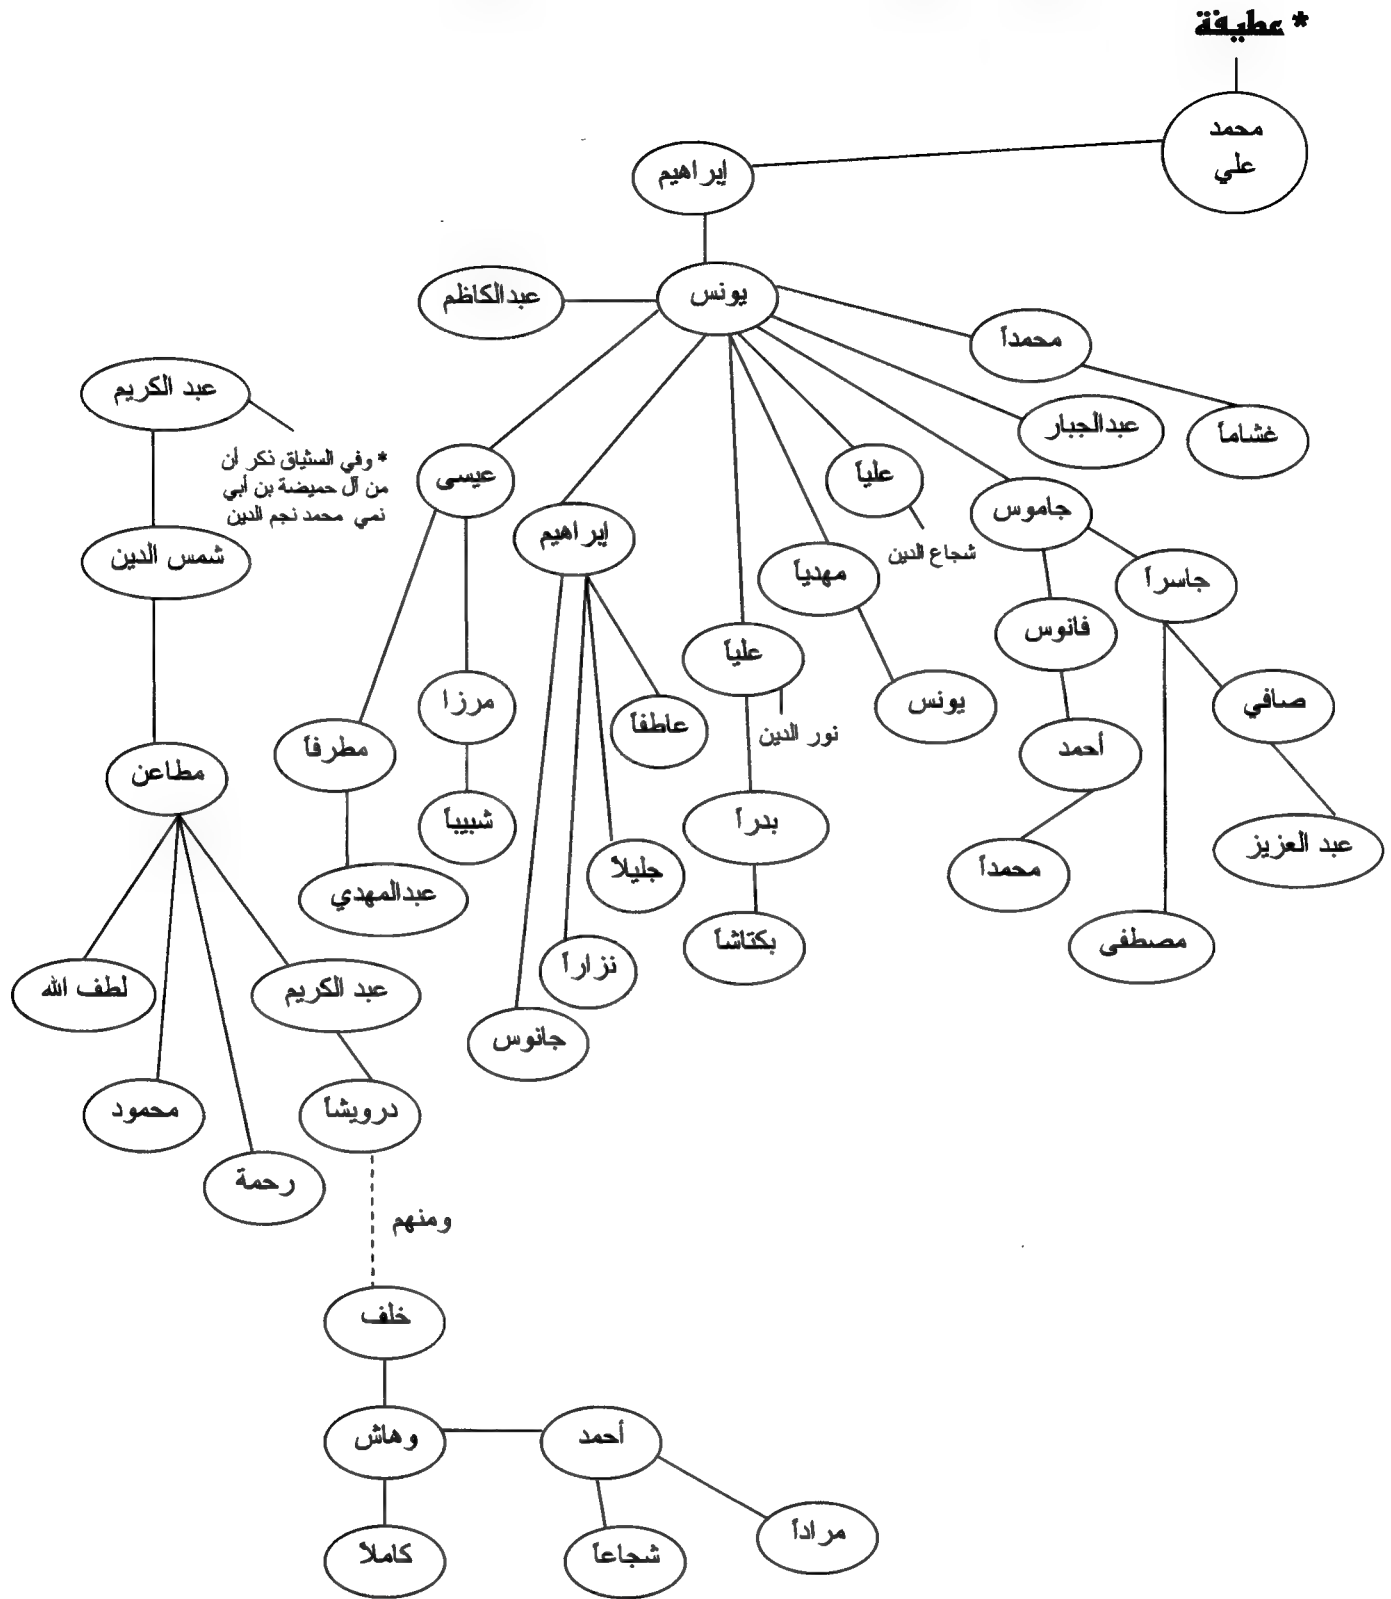 * عطيفة
محمد
علي
إبراهيم
يونس
عبدالكاظم
محمداً
غشاماً
عبدالجبار
جاموس
جاسراً
صافي
عبد العزيز
مصطفى
فانوس
أحمد
محمداً
علياً
شجاع الدين
مهدياً
يونس
علياً
نور الدين
بدراً
بكتاشاً
إبراهيم
عاطفاً
جليلاً
نزاراً
جانوس
عيسى
مرزا
شبيباً
مطرفاً
عبدالمهدي
عبد الكريم
* وفي السثياق ذكر أن
من آل حميضة بن أبي
نمي محمد نجم الدين
شمس الدين
مطاعن
عبد الكريم
لطف الله
محمود
رحمة
درويشاً
ومنهم
خلف
وهاش
أحمد
مراداً
شجاعاً
كاملاً